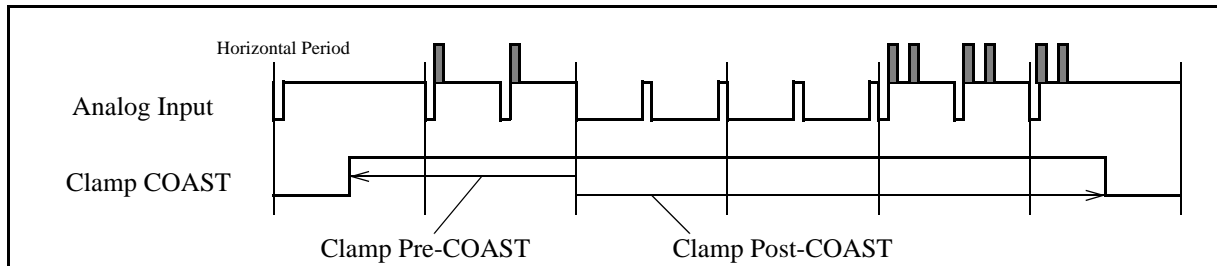 Horizontal Period
Analog Input
Clamp COAST
Clamp Pre-COAST
Clamp Post-COAST